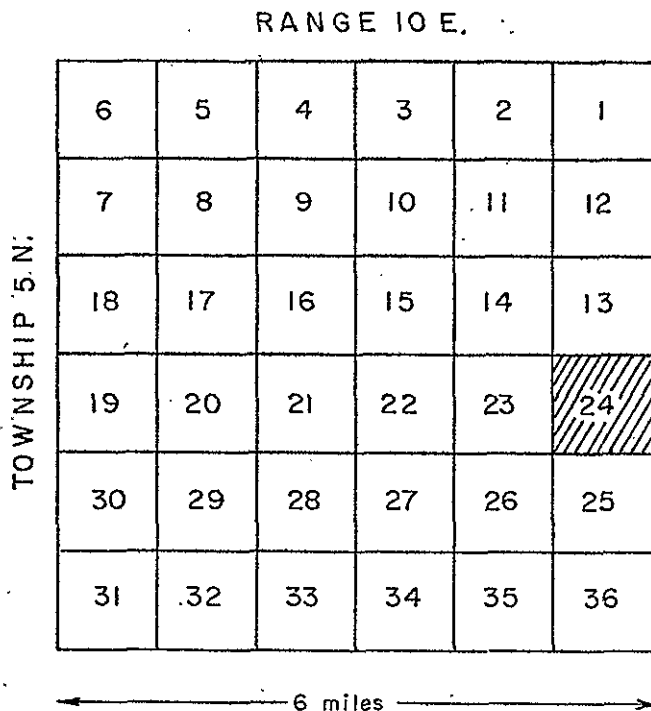 RANGE 10 E.
TOWNSHIP 5 N.
6 5 4 3 2 1
7 8 9 10 11 12
18 17 16 15 14 13
19 20 21 22 23 24
30 29 28 27 26 25
31 32 33 34 35 36
6 miles